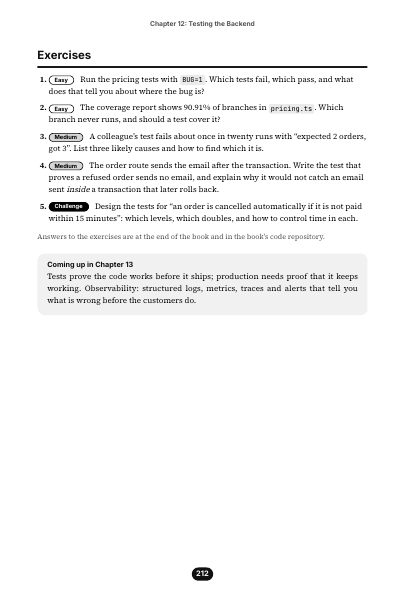 Chapter 12: Testing the Backend
Exercises
1. Easy Run the pricing tests with BUG=1. Which tests fail, which pass, and what
does that tell you about where the bug is?
2. Easy The coverage report shows 90.91% of branches in pricing.ts. Which
branch never runs, and should a test cover it?
3. Medium A colleague's test fails about once in twenty runs with “expected 2 orders,
got 3”. List three likely causes and how to find which it is.
4. Medium The order route sends the email after the transaction. Write the test that
proves a refused order sends no email, and explain why it would not catch an email
sent inside a transaction that later rolls back.
5. Challenge Design the tests for “an order is cancelled automatically if it is not paid
within 15 minutes”: which levels, which doubles, and how to control time in each.
Answers to the exercises are at the end of the book and in the book's code repository.
Coming up in Chapter 13
Tests prove the code works before it ships; production needs proof that it keeps
working. Observability: structured logs, metrics, traces and alerts that tell you
what is wrong before the customers do.
212